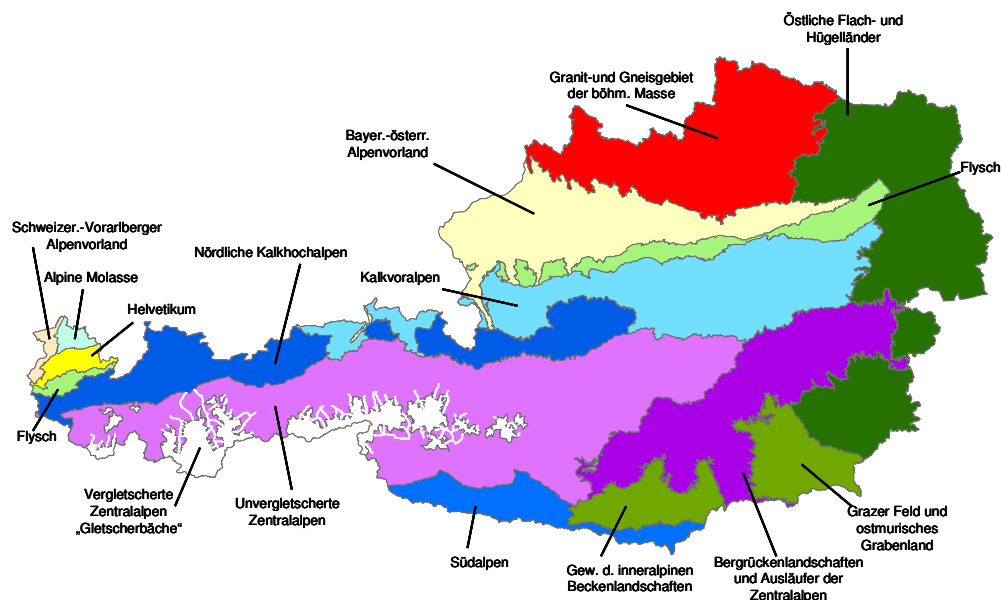 Östliche Flach- und
Hügelländer
Granit-und Gneisgebiet
der böhm. Masse
Bayer.-österr.
Alpenvorland
Flysch
Schweizer.-Vorarlberger
Alpenvorland
Nördliche Kalkhochalpen
Alpine Molasse
Kalkvoralpen
Helvetikum
Flysch
Vergletscherte
Zentralalpen
„Gletscherbäche“
Unvergletscherte
Zentralalpen
Südalpen
Gew. d. inneralpinen
Beckenlandschaften
Bergrückenlandschaften
und Ausläufer der
Zentralalpen
Grazer Feld und
ostmurisches
Grabenland